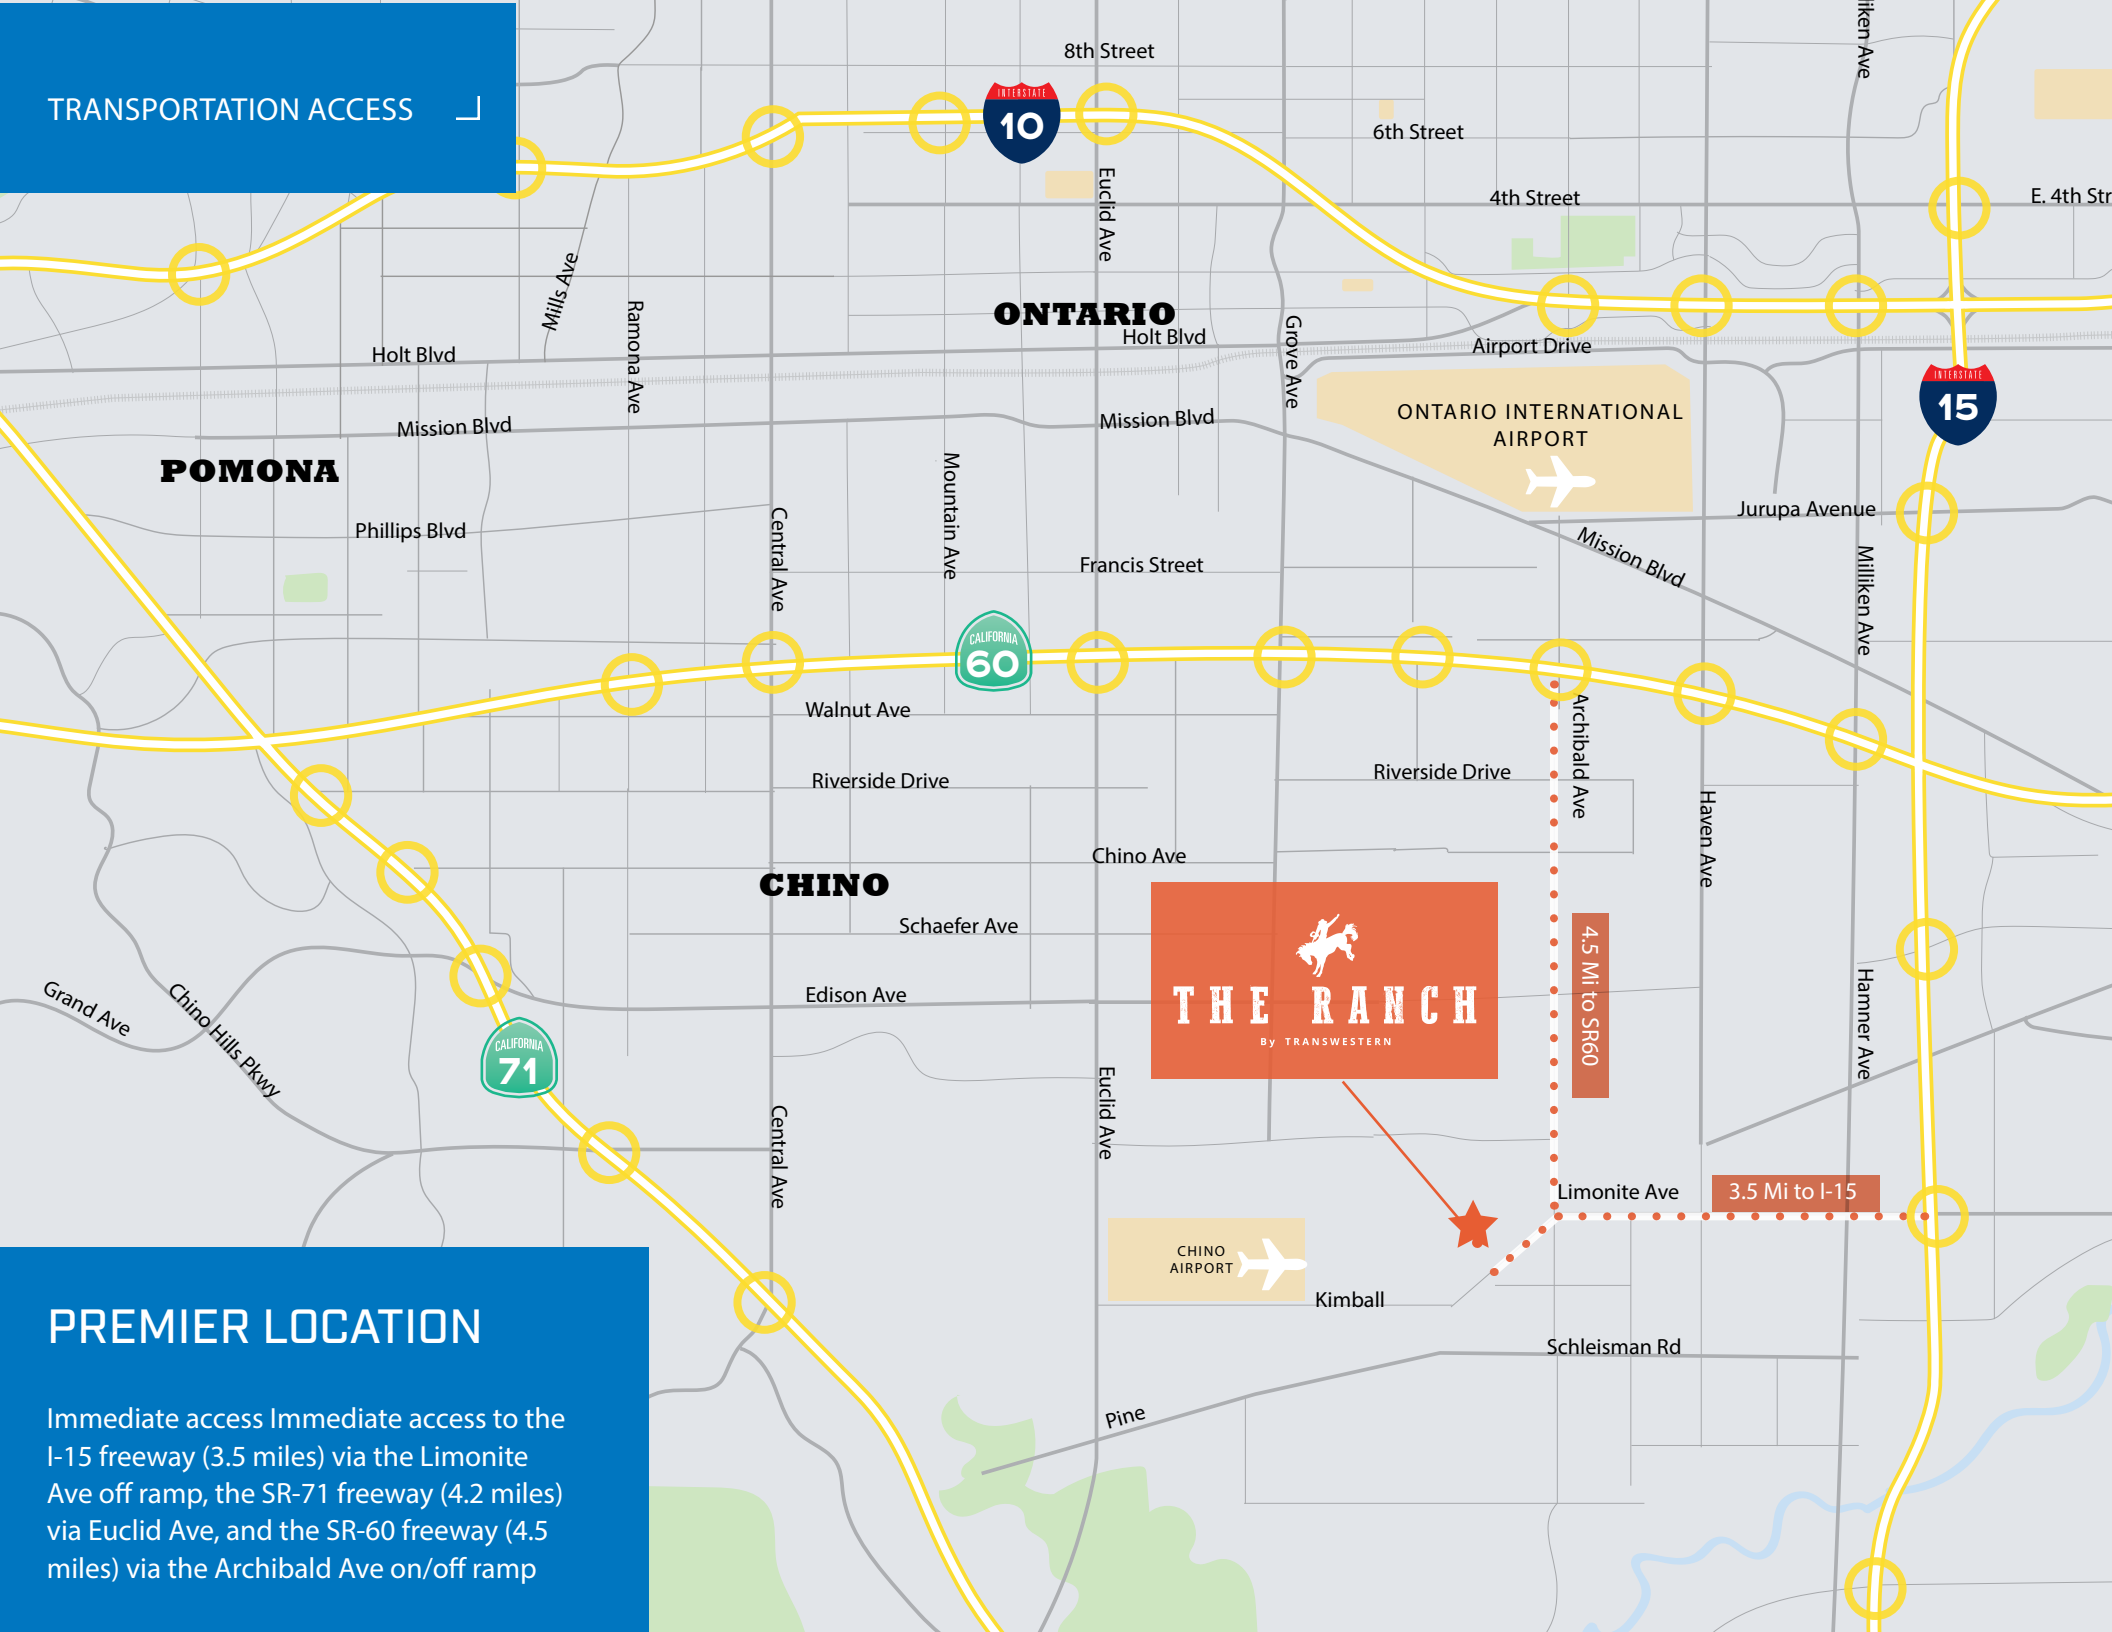 TRANSPORTATION ACCESS
8th Street
INTERSTATE
10
6th Street
4th Street
E. 4th Str
iken Ave
Euclid Ave
Mills Ave
Ramona Ave
ONTARIO
Holt Blvd
Holt Blvd
Grove Ave
Airport Drive
INTERSTATE
15
ONTARIO INTERNATIONAL
AIRPORT
Mission Blvd
Mission Blvd
POMONA
Mountain Ave
Phillips Blvd
Central Ave
Jurupa Avenue
Mission Blvd
Francis Street
Milliken Ave
CALIFORNIA
60
Walnut Ave
Archibald Ave
Riverside Drive
Riverside Drive
Haven Ave
Chino Ave
CHINO
Schaefer Ave
4.5 Mi to SR60
THE RANCH
By TRANSWESTERN
Edison Ave
Hamner Ave
Grand Ave
Chino Hills Pkwy
CALIFORNIA
71
Euclid Ave
Central Ave
Limonite Ave
3.5 Mi to I-15
CHINO
AIRPORT
Kimball
Schleisman Rd
Pine
PREMIER LOCATION
Immediate access Immediate access to the
I-15 freeway (3.5 miles) via the Limonite
Ave off ramp, the SR-71 freeway (4.2 miles)
via Euclid Ave, and the SR-60 freeway (4.5
miles) via the Archibald Ave on/off ramp